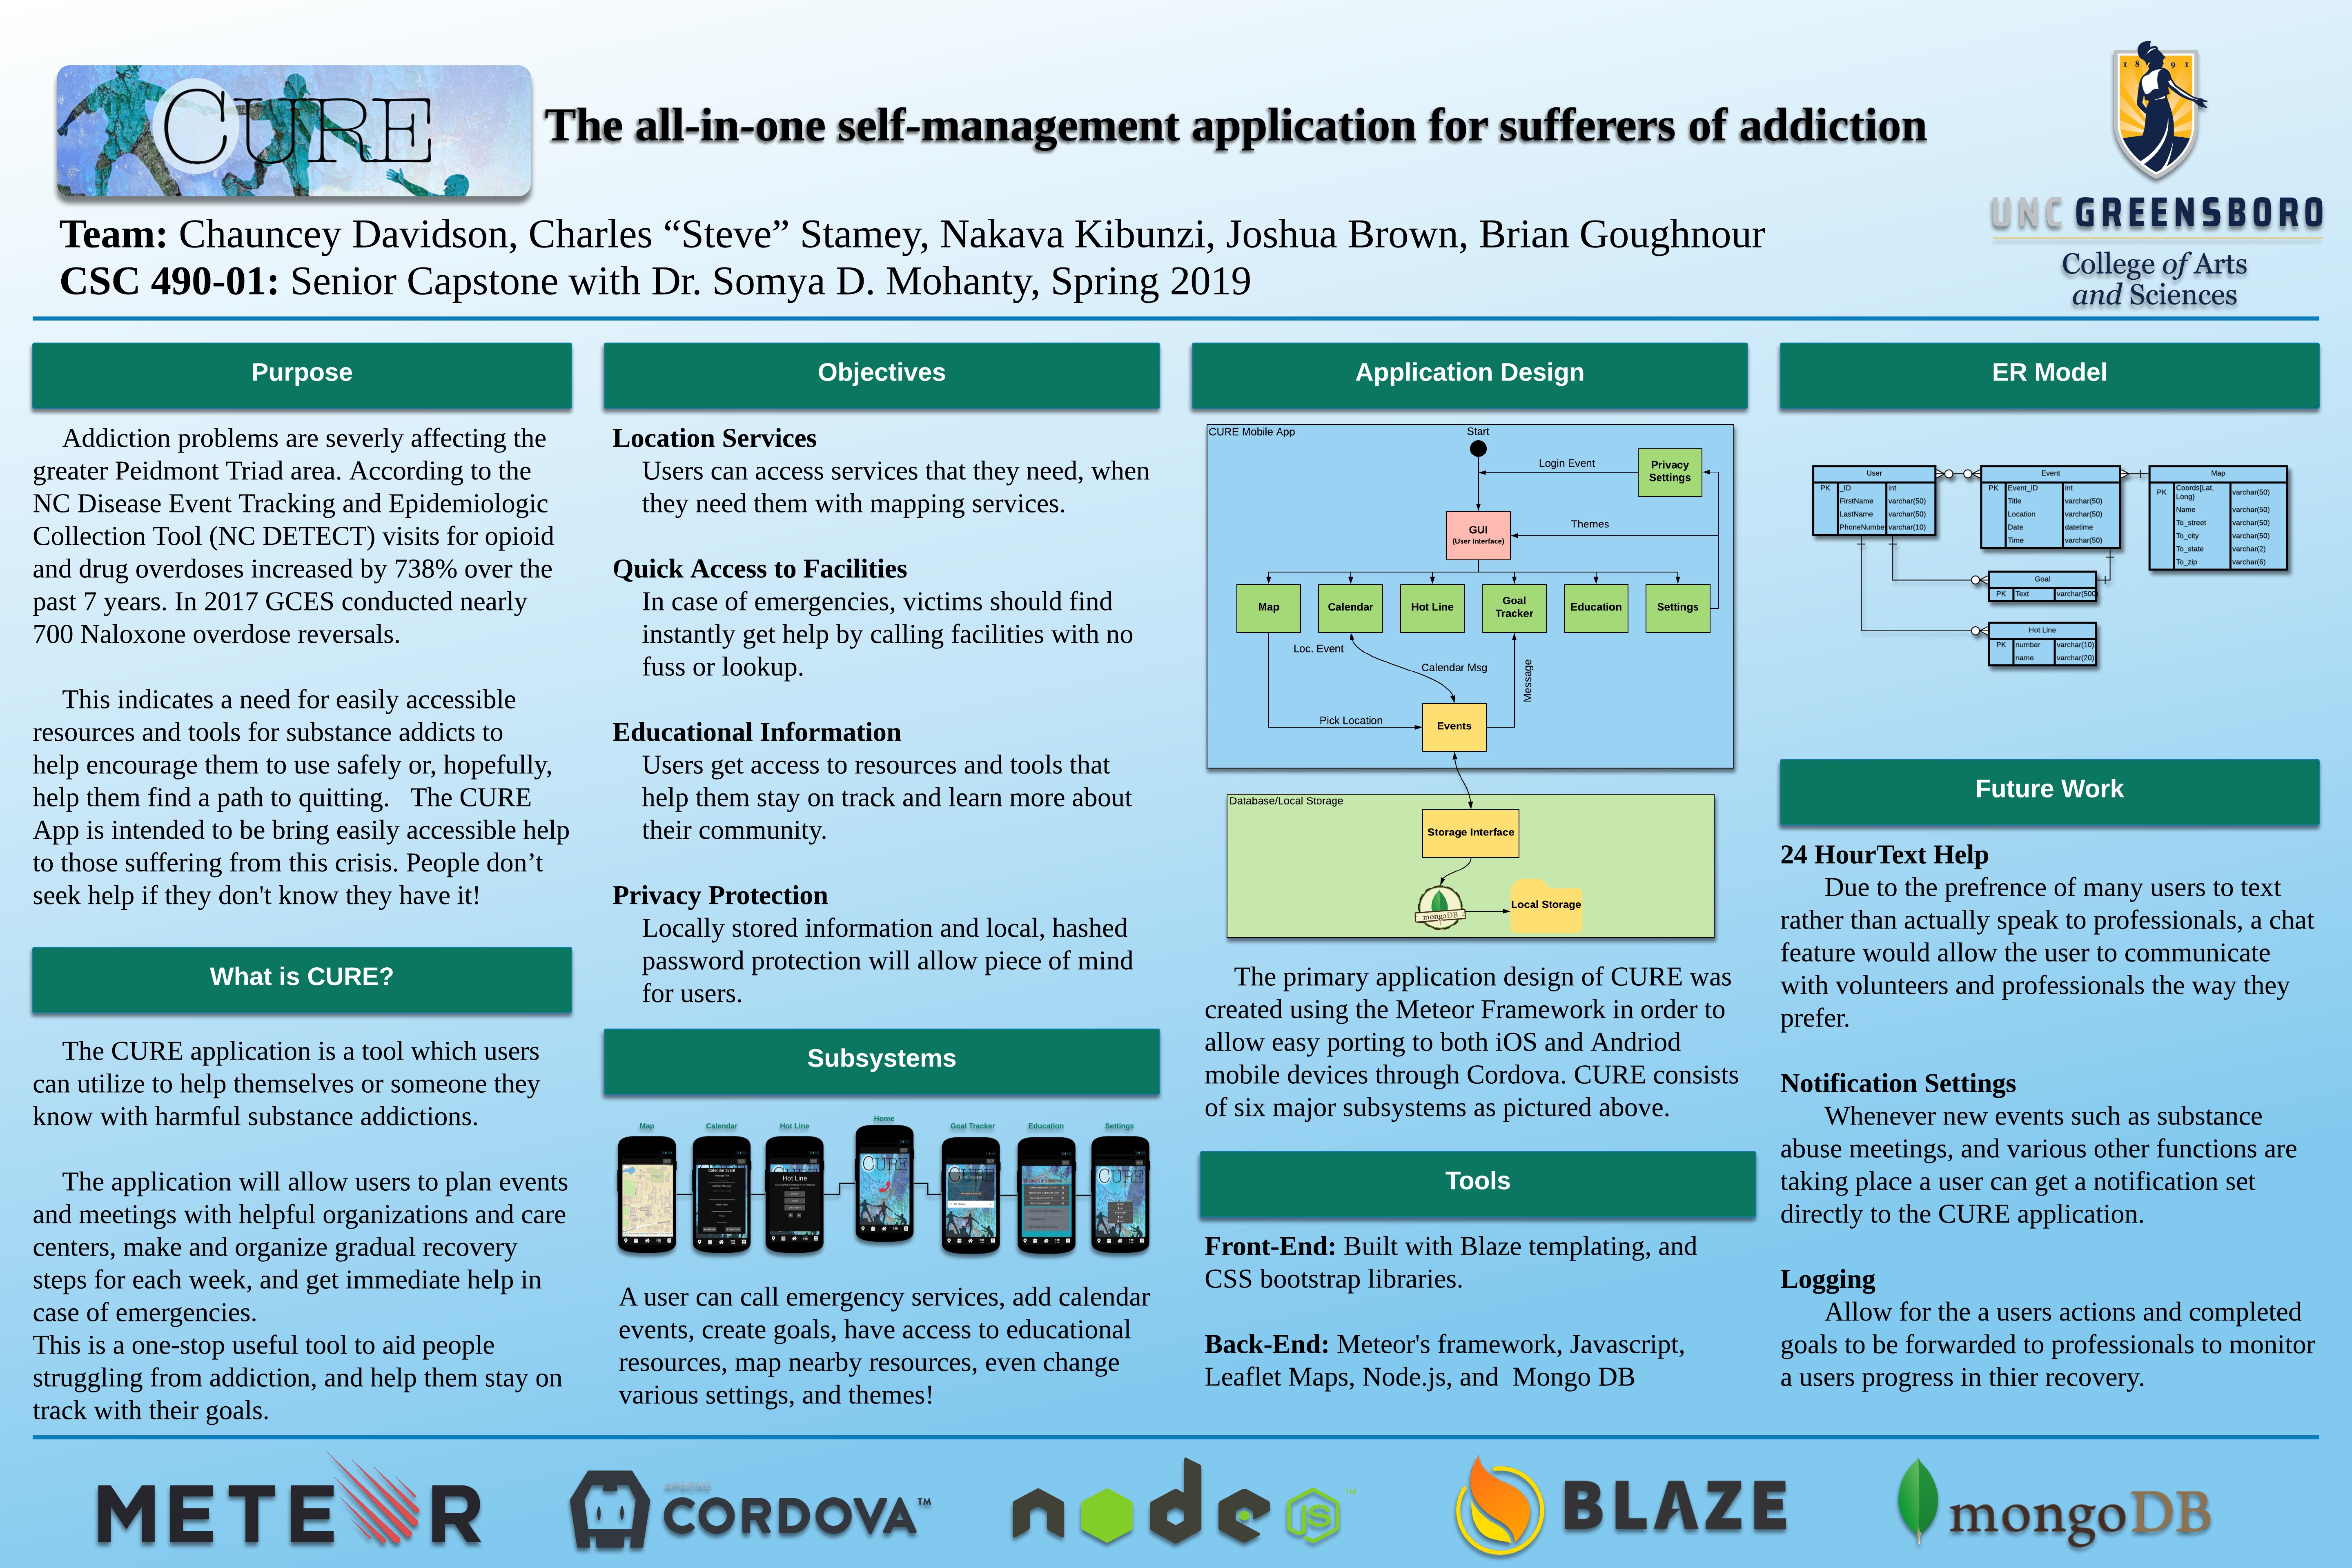 CURE
The all-in-one self-management application for sufferers of addiction
Team: Chauncey Davidson, Charles “Steve” Stamey, Nakava Kibunzi, Joshua Brown, Brian Goughnour
CSC 490-01: Senior Capstone with Dr. Somya D. Mohanty, Spring 2019
1891
UNC GREENSBORO
College of Arts
and Sciences
Purpose
Addiction problems are severly affecting the
greater Peidmont Triad area. According to the
NC Disease Event Tracking and Epidemiologic
Collection Tool (NC DETECT) visits for opioid
and drug overdoses increased by 738% over the
past 7 years. In 2017 GCES conducted nearly
700 Naloxone overdose reversals.
This indicates a need for easily accessible
resources and tools for substance addicts to
help encourage them to use safely or, hopefully,
help them find a path to quitting. The CURE
App is intended to be bring easily accessible help
to those suffering from this crisis. People don’t
seek help if they don't know they have it!
What is CURE?
The CURE application is a tool which users
can utilize to help themselves or someone they
know with harmful substance addictions.
The application will allow users to plan events
and meetings with helpful organizations and care
centers, make and organize gradual recovery
steps for each week, and get immediate help in
case of emergencies.
This is a one-stop useful tool to aid people
struggling from addiction, and help them stay on
track with their goals.
Objectives
Location Services
Users can access services that they need, when
they need them with mapping services.
Quick Access to Facilities
In case of emergencies, victims should find
instantly get help by calling facilities with no
fuss or lookup.
Educational Information
Users get access to resources and tools that
help them stay on track and learn more about
their community.
Privacy Protection
Locally stored information and local, hashed
password protection will allow piece of mind
for users.
Subsystems
Map
Calendar
Hot Line
Home
Goal Tracker
Education
Settings
Calendar Event
Hot Line
CURE
CURE
CURE
A user can call emergency services, add calendar
events, create goals, have access to educational
resources, map nearby resources, even change
various settings, and themes!
Application Design
CURE Mobile App
Start
Login Event
Privacy
Settings
GUI
(User Interface)
Themes
Map
Calendar
Hot Line
Goal
Tracker
Education
Settings
Loc. Event
Calendar Msg
Message
Pick Location
Events
Database/Local Storage
Storage Interface
mongoDB
Local Storage
The primary application design of CURE was
created using the Meteor Framework in order to
allow easy porting to both iOS and Andriod
mobile devices through Cordova. CURE consists
of six major subsystems as pictured above.
Tools
Front-End: Built with Blaze templating, and
CSS bootstrap libraries.
Back-End: Meteor's framework, Javascript,
Leaflet Maps, Node.js, and Mongo DB
ER Model
User
PK _ID int
FirstName varchar(50)
LastName varchar(50)
PhoneNumber varchar(10)
Event
PK Event_ID int
Title varchar(50)
Location varchar(50)
Date datetime
Time varchar(50)
Map
PK Coords{Lat, Long} varchar(50)
Name varchar(50)
To_street varchar(50)
To_city varchar(50)
To_state varchar(2)
To_zip varchar(6)
Goal
PK Text varchar(500
Hot Line
PK number varchar(10)
name varchar(20)
Future Work
24 HourText Help
Due to the prefrence of many users to text
rather than actually speak to professionals, a chat
feature would allow the user to communicate
with volunteers and professionals the way they
prefer.
Notification Settings
Whenever new events such as substance
abuse meetings, and various other functions are
taking place a user can get a notification set
directly to the CURE application.
Logging
Allow for the a users actions and completed
goals to be forwarded to professionals to monitor
a users progress in thier recovery.
METEOR
APACHE
CORDOVA™
node JS™
BLAZE
mongoDB